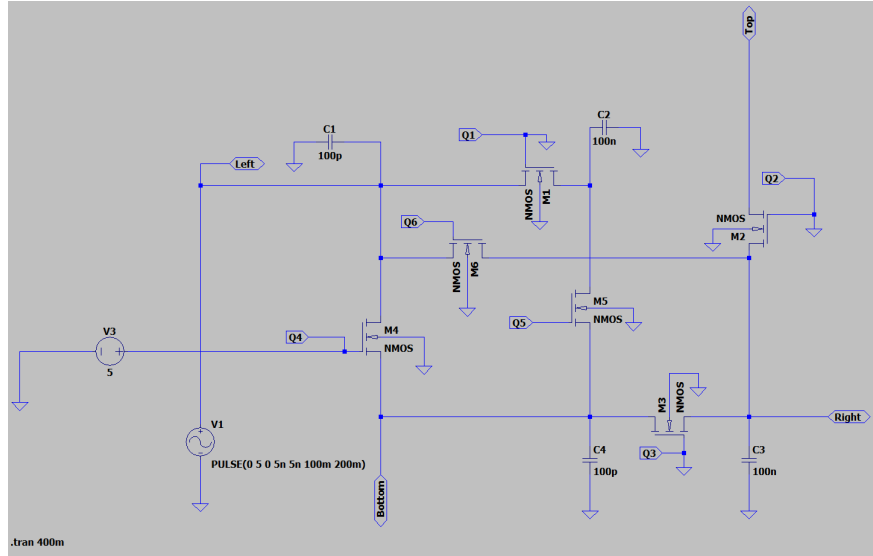 Top
C1
100p
Left
Q1
C2
100n
NMOS
M1
Q2
NMOS
M2
Q6
NMOS
M6
Q5
M5
NMOS
V3
5
Q4
M4
NMOS
M3
NMOS
Right
V1
PULSE(0 5 0 5n 5n 100m 200m)
Q3
C4
100p
C3
100n
Bottom
.tran 400m